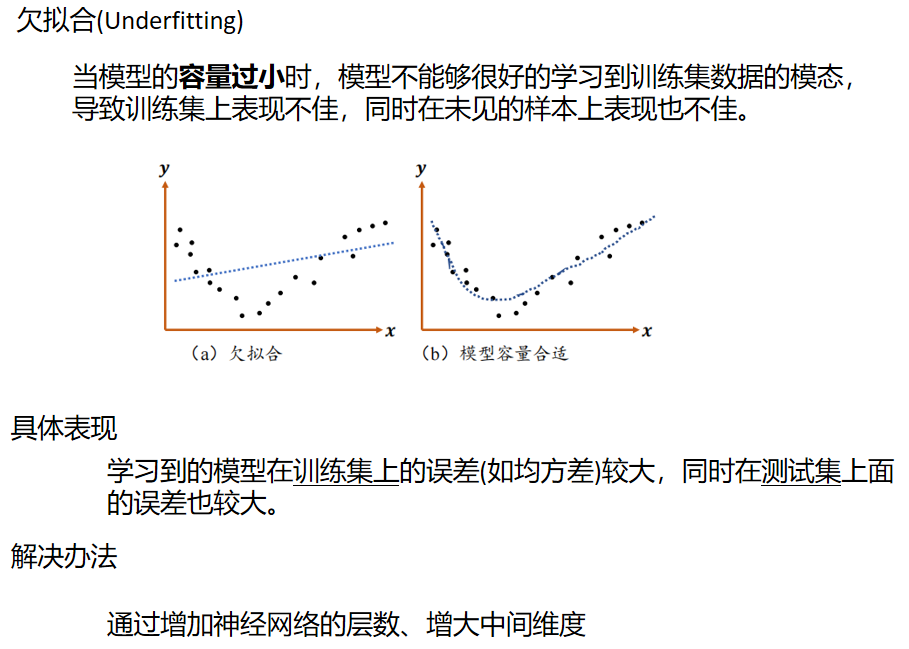 欠拟合(Underfitting)
当模型的容量过小时，模型不能够很好的学习到训练集数据的模态，
导致训练集上表现不佳，同时在未见的样本上表现也不佳。
y
y
x
x
（a）欠拟合
（b）模型容量合适
具体表现
学习到的模型在训练集上的误差(如均方差)较大，同时在测试集上面
的误差也较大。
解决办法
通过增加神经网络的层数、增大中间维度